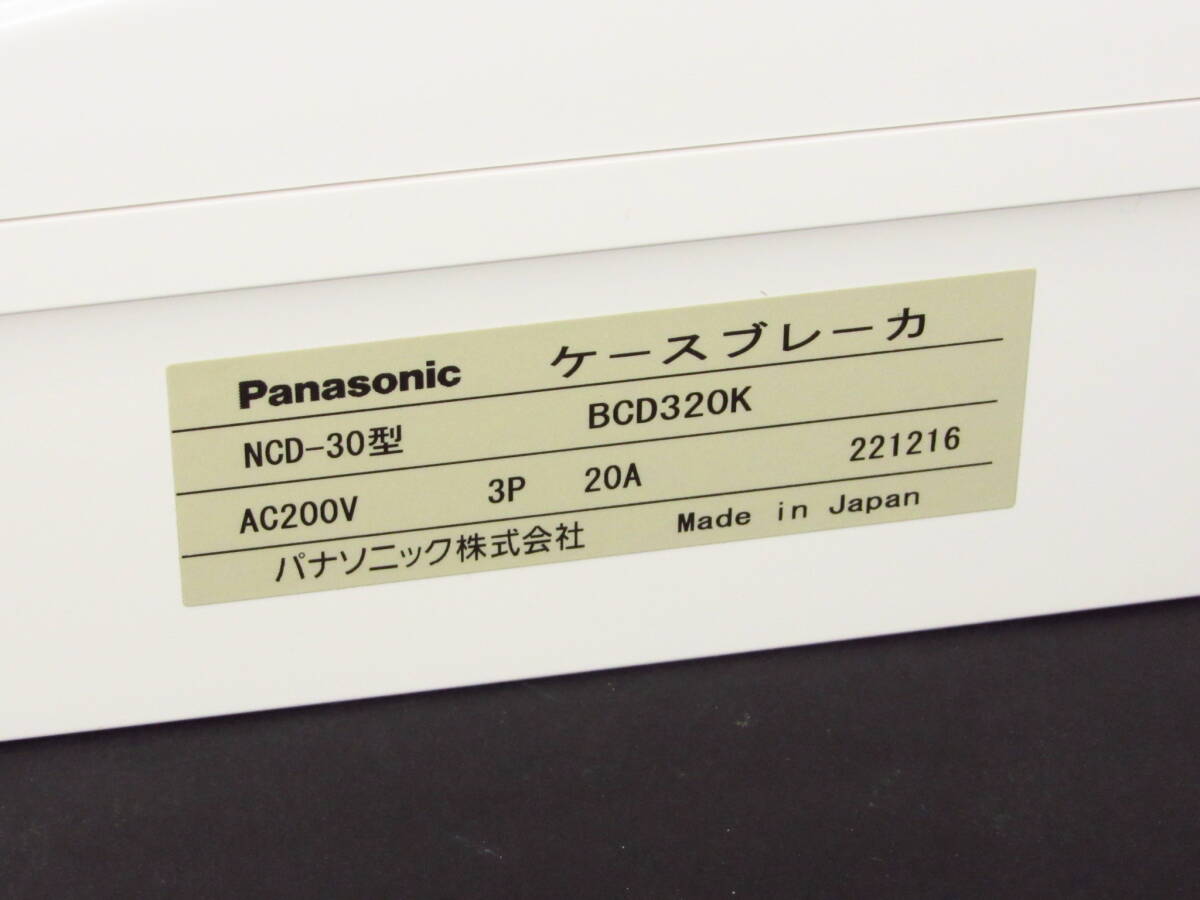 Panasonic ケースブレーカ
NCD-30型 BCD320K
AC200V 3P 20A 221216
パナソニック株式会社 Made in Japan